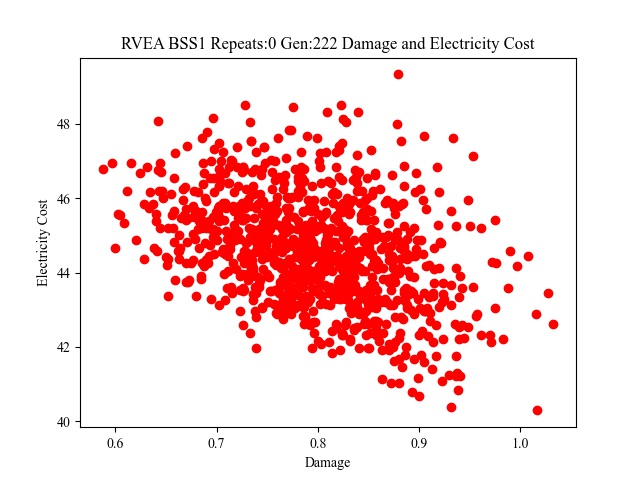 RVEA BSS1 Repeats:0 Gen:222 Damage and Electricity Cost
48
46
44
42
40
Electricity Cost
0.6 0.7 0.8 0.9 1.0
Damage